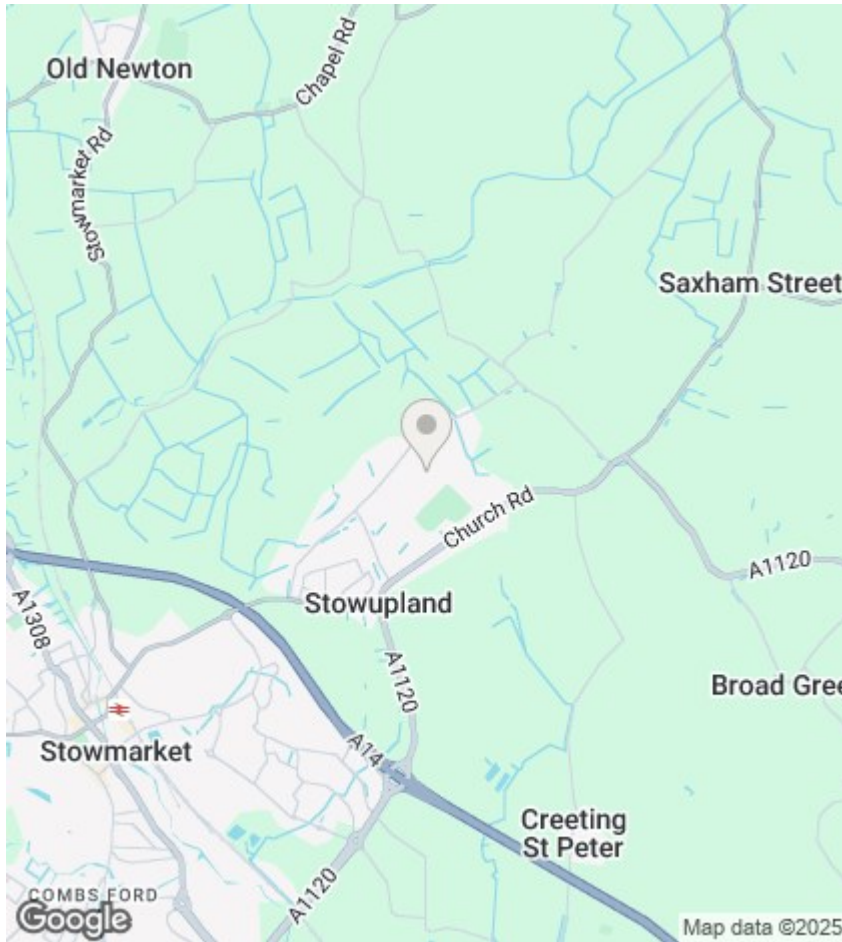 Old Newton
Chapel Rd
Stowmarket Rd
Saxham Street
Church Rd
A1120
Stowupland
A1308
A1120
Broad Gree
Stowmarket
A14
Creeting
St Peter
A1120
COMBS FORD
Google
Map data ©2025